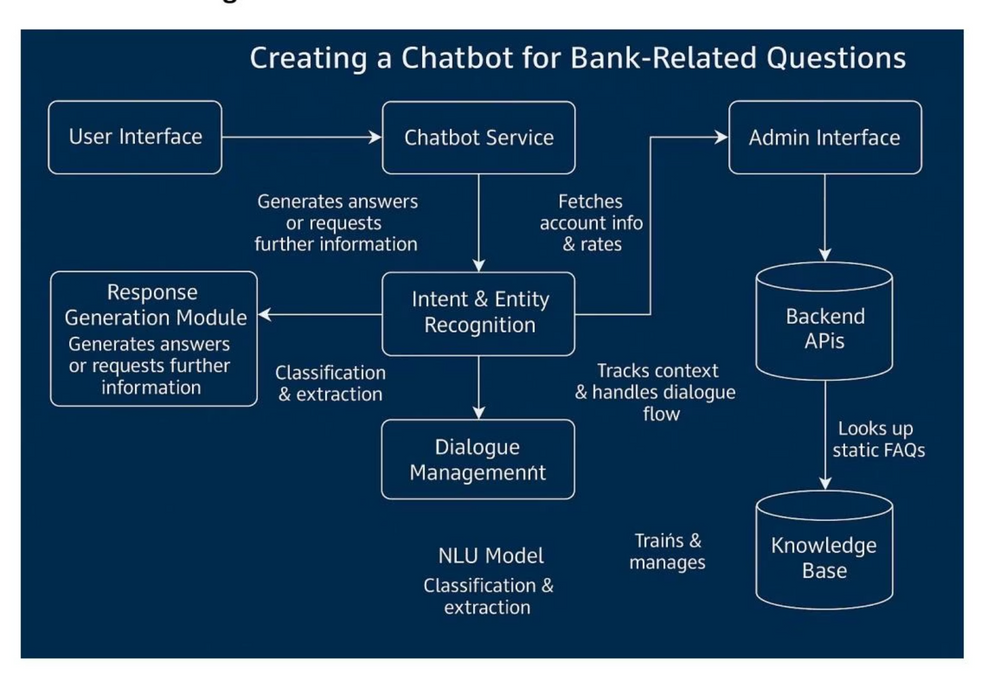 Creating a Chatbot for Bank-Related Questions
User Interface
Chatbot Service
Admin Interface
Generates answers
or requests
further information
Fetches
account info
& rates
Response
Generation Module
Generates answers
or requests further
information
Intent & Entity
Recognition
Backend
APis
Classification
& extraction
Tracks context
& handles dialogue
flow
Looks up
static FAQs
Dialogue
Managemenńt
NLU Model
Classification &
extraction
Traiṅs &
manages
Knowledge
Base